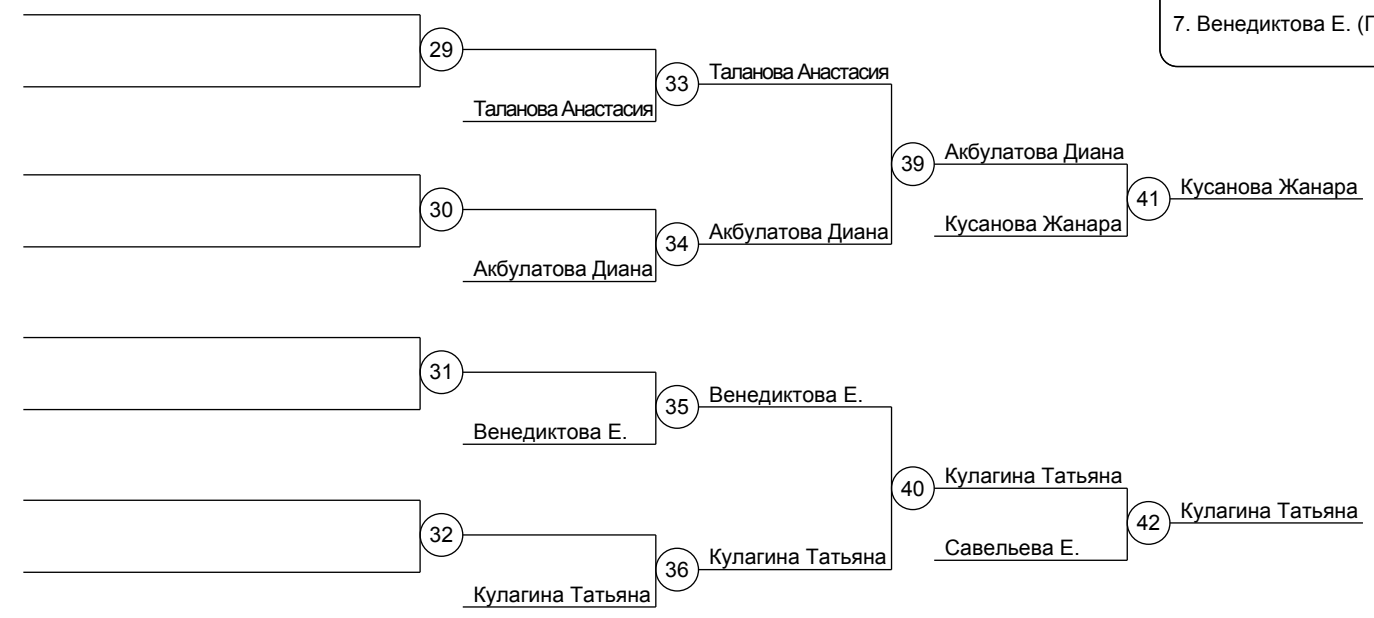 7. Венедиктова Е. (П
29
33
Таланова Анастасия
Таланова Анастасия
39
Акбулатова Диана
41
Кусанова Жанара
30
34
Акбулатова Диана
Кусанова Жанара
Акбулатова Диана
31
35
Венедиктова Е.
Венедиктова Е.
40
Кулагина Татьяна
42
Кулагина Татьяна
32
36
Кулагина Татьяна
Савельева Е.
Кулагина Татьяна